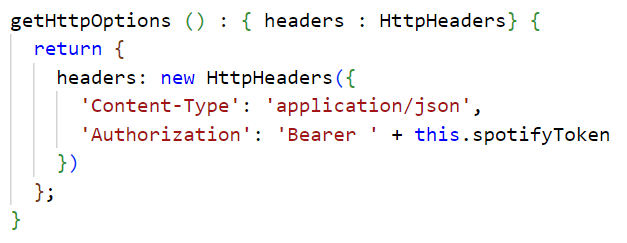 getHttpOptions () : { headers : HttpHeaders} {
  return {
    headers: new HttpHeaders({
      'Content-Type': 'application/json',
      'Authorization': 'Bearer ' + this.spotifyToken
    })
  };
}